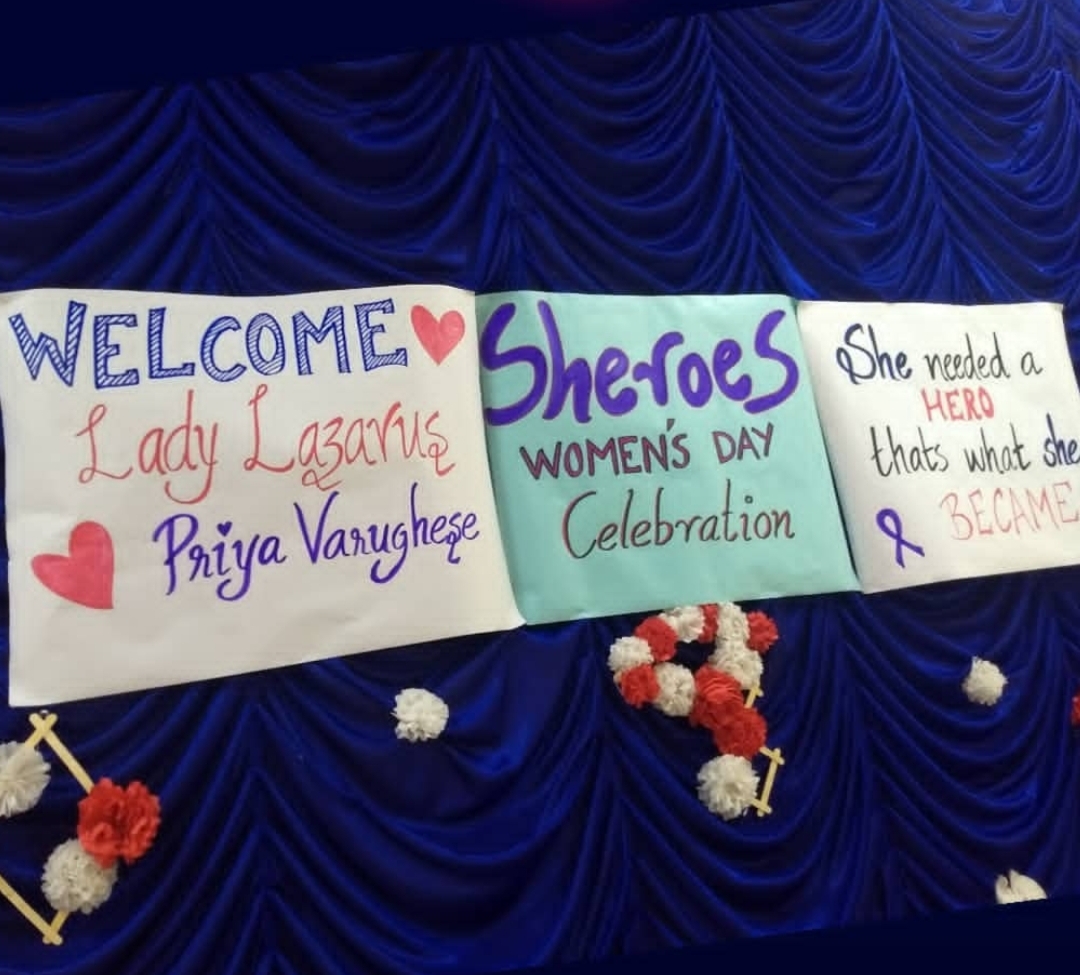 WELCOME
Lady Lazarus
Priya Varughese
Sheroes
WOMEN'S DAY
Celebration
She needed a
HERO
thats what she
BECAME